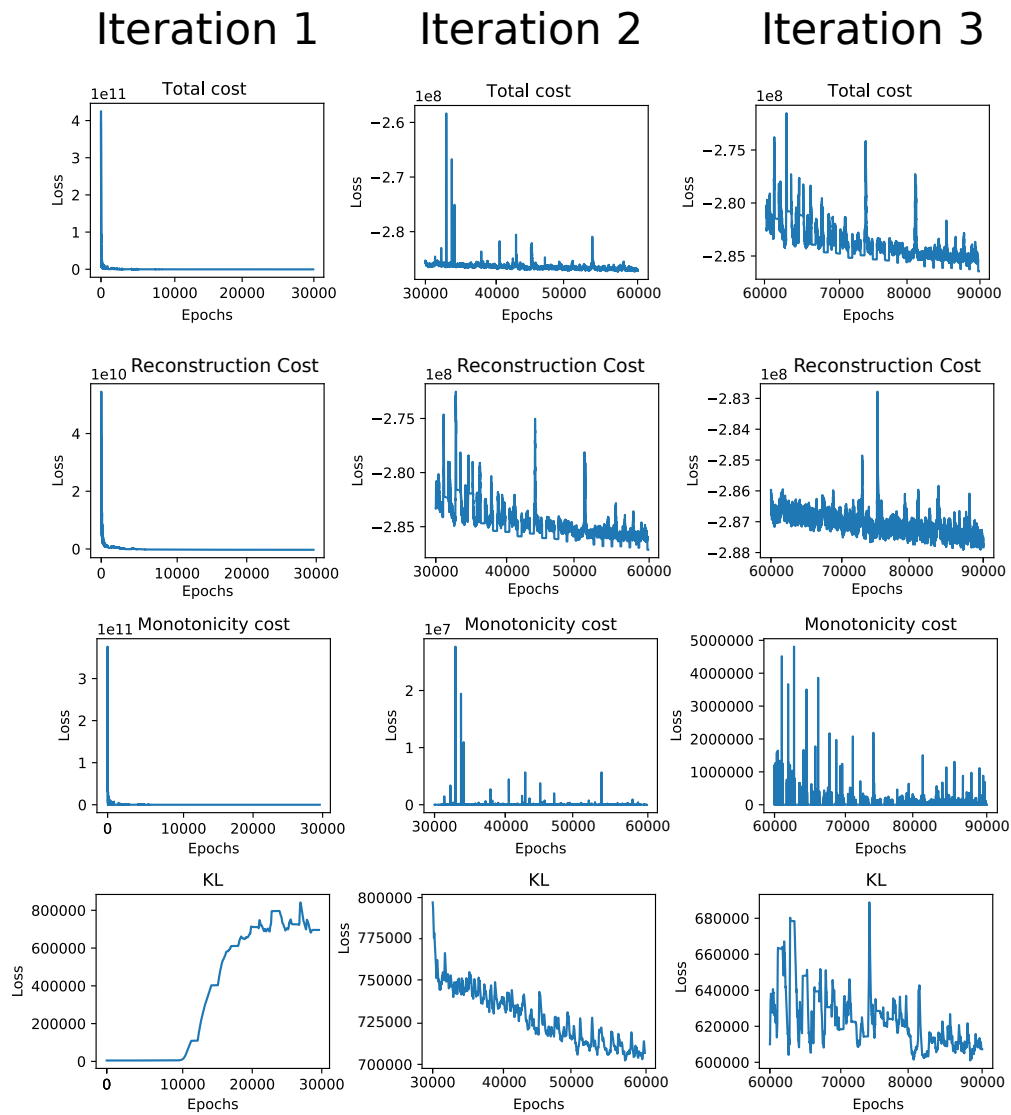 Iteration 1 Iteration 2 Iteration 3
Total cost
1e11
4
3
2
1
0
Loss
0 10000 20000 30000
Epochs
Total cost
1e8
−2.6
−2.7
−2.8
Loss
30000 40000 50000 60000
Epochs
Total cost
1e8
−2.75
−2.80
−2.85
Loss
60000 70000 80000 90000
Epochs
Reconstruction Cost
1e10
4
2
0
Loss
0 10000 20000 30000
Epochs
Reconstruction Cost
1e8
−2.75
−2.80
−2.85
Loss
30000 40000 50000 60000
Epochs
Reconstruction Cost
1e8
−2.83
−2.84
−2.85
−2.86
−2.87
−2.88
Loss
60000 70000 80000 90000
Epochs
Monotonicity cost
1e11
3
2
1
0
Loss
0 10000 20000 30000
Epochs
Monotonicity cost
1e7
2
1
0
Loss
30000 40000 50000 60000
Epochs
Monotonicity cost
5000000
4000000
3000000
2000000
1000000
0
Loss
60000 70000 80000 90000
Epochs
KL
800000
600000
400000
200000
0
Loss
0 10000 20000 30000
Epochs
KL
800000
775000
750000
725000
700000
Loss
30000 40000 50000 60000
Epochs
KL
680000
660000
640000
620000
600000
Loss
60000 70000 80000 90000
Epochs